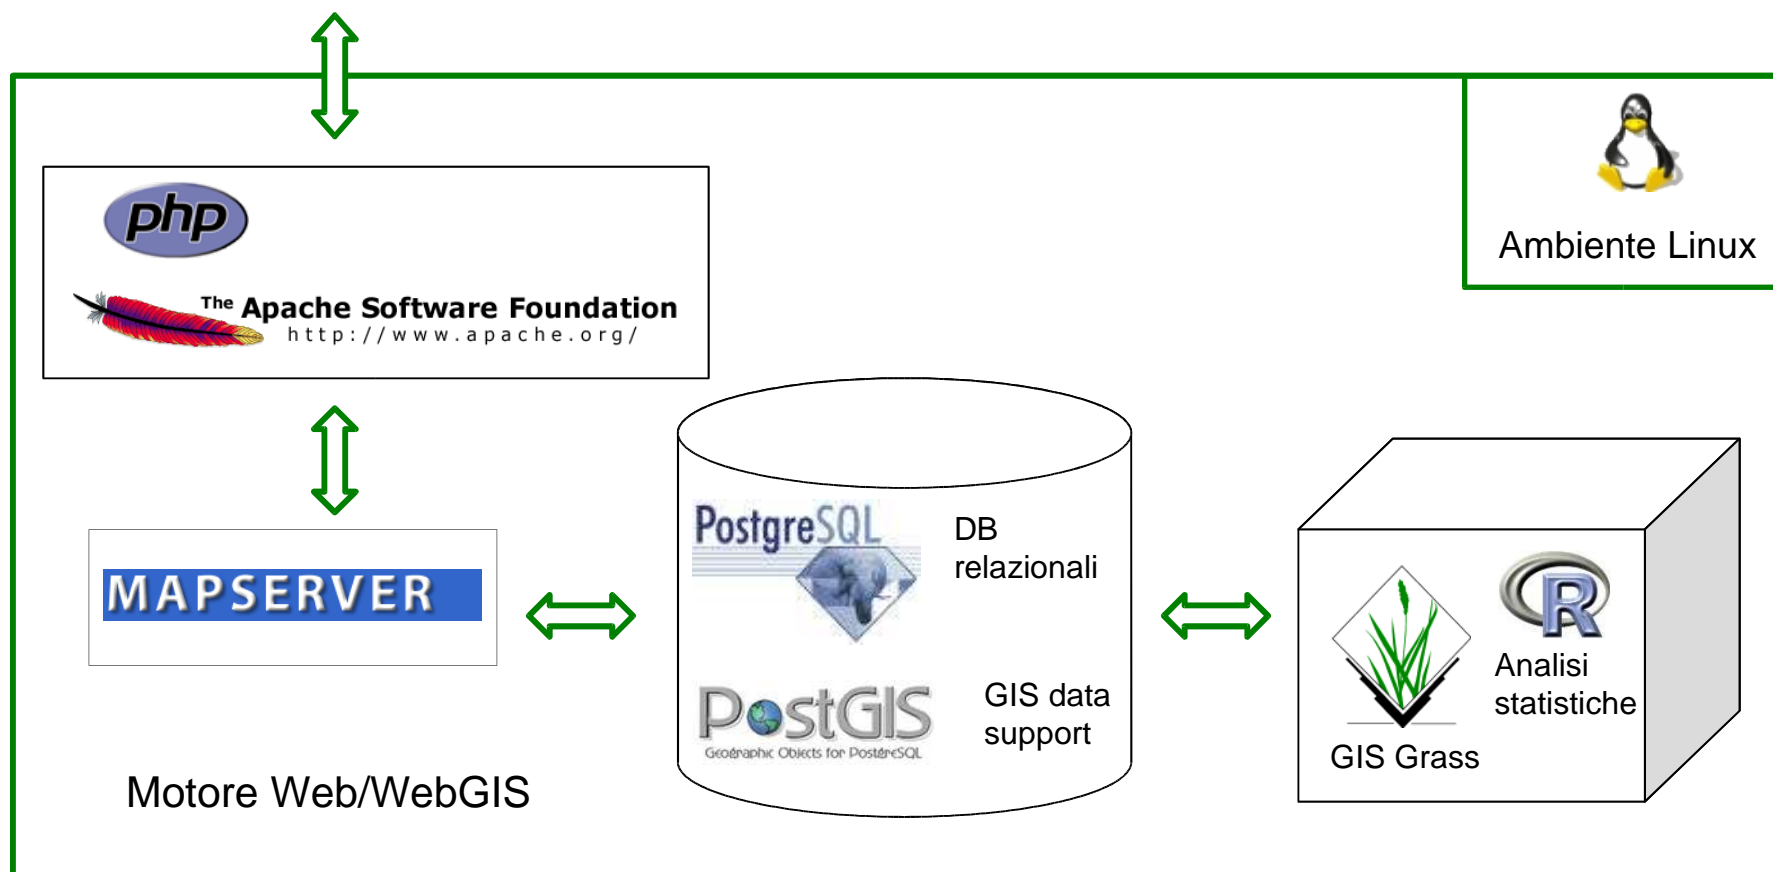 php
The Apache Software Foundation
http://www.apache.org/
Ambiente Linux
MAPSERVER
PostgreSQL
DB
relazionali
PostGIS
Geographic Objects for PostgreSQL
GIS data
support
R
Analisi
statistiche
GIS Grass
Motore Web/WebGIS